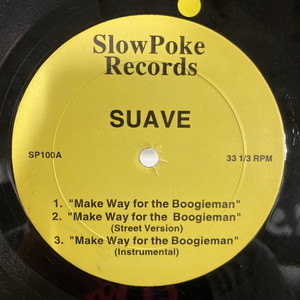 SlowPoke
Records
SUAVE
SP100A
33 1/3 RPM
1. "Make Way for the Boogieman"
2. "Make Way for the Boogieman"
(Street Version)
3. "Make Way for the Boogieman"
(Instrumental)